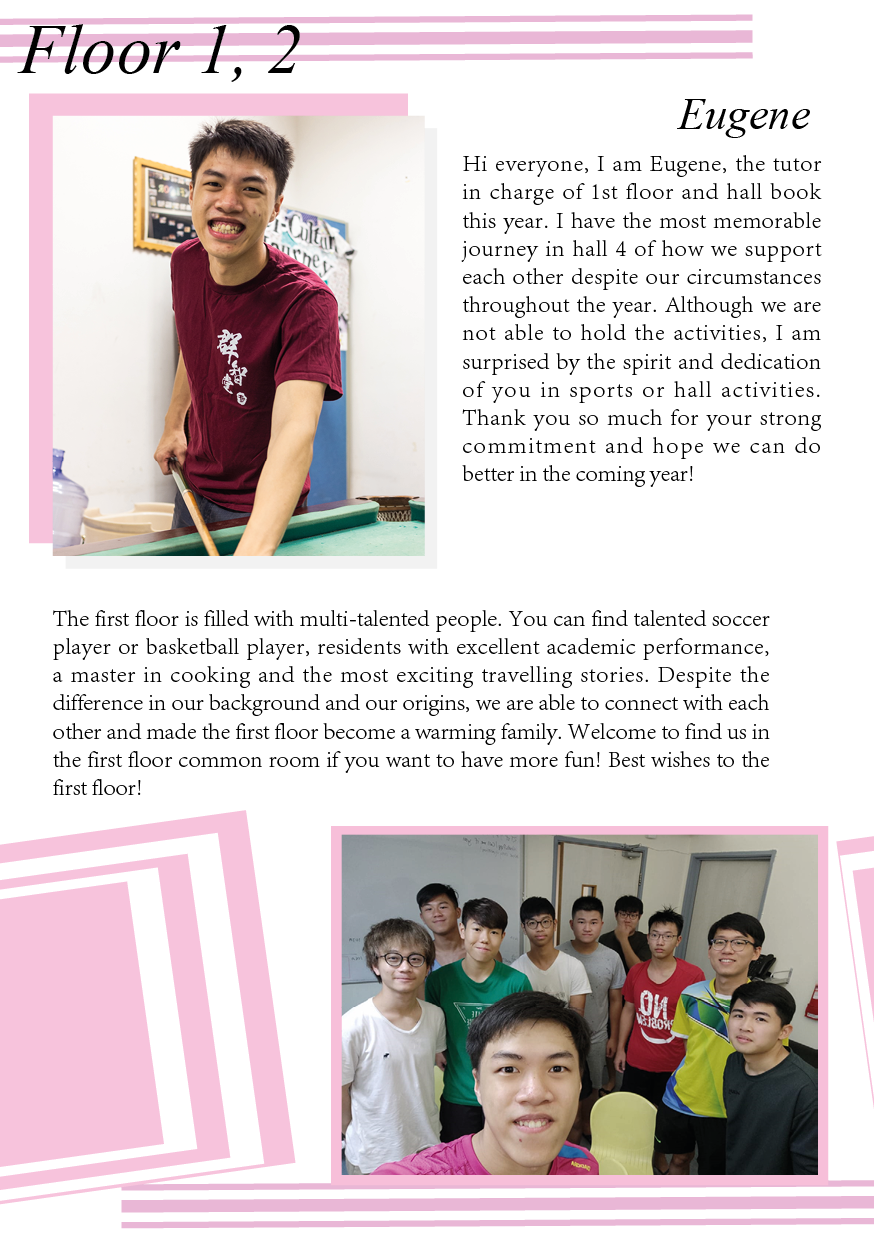 Floor 1, 2
Eugene
Hi everyone, I am Eugene, the tutor
in charge of 1st floor and hall book
this year. I have the most memorable
journey in hall 4 of how we support
each other despite our circumstances
throughout the year. Although we are
not able to hold the activities, I am
surprised by the spirit and dedication
of you in sports or hall activities.
Thank you so much for your strong
commitment and hope we can do
better in the coming year!
群
智
The first floor is filled with multi-talented people. You can find talented soccer
player or basketball player, residents with excellent academic performance,
a master in cooking and the most exciting travelling stories. Despite the
difference in our background and our origins, we are able to connect with each
other and made the first floor become a warming family. Welcome to find us in
the first floor common room if you want to have more fun! Best wishes to the
first floor!
NO
PROBLEM